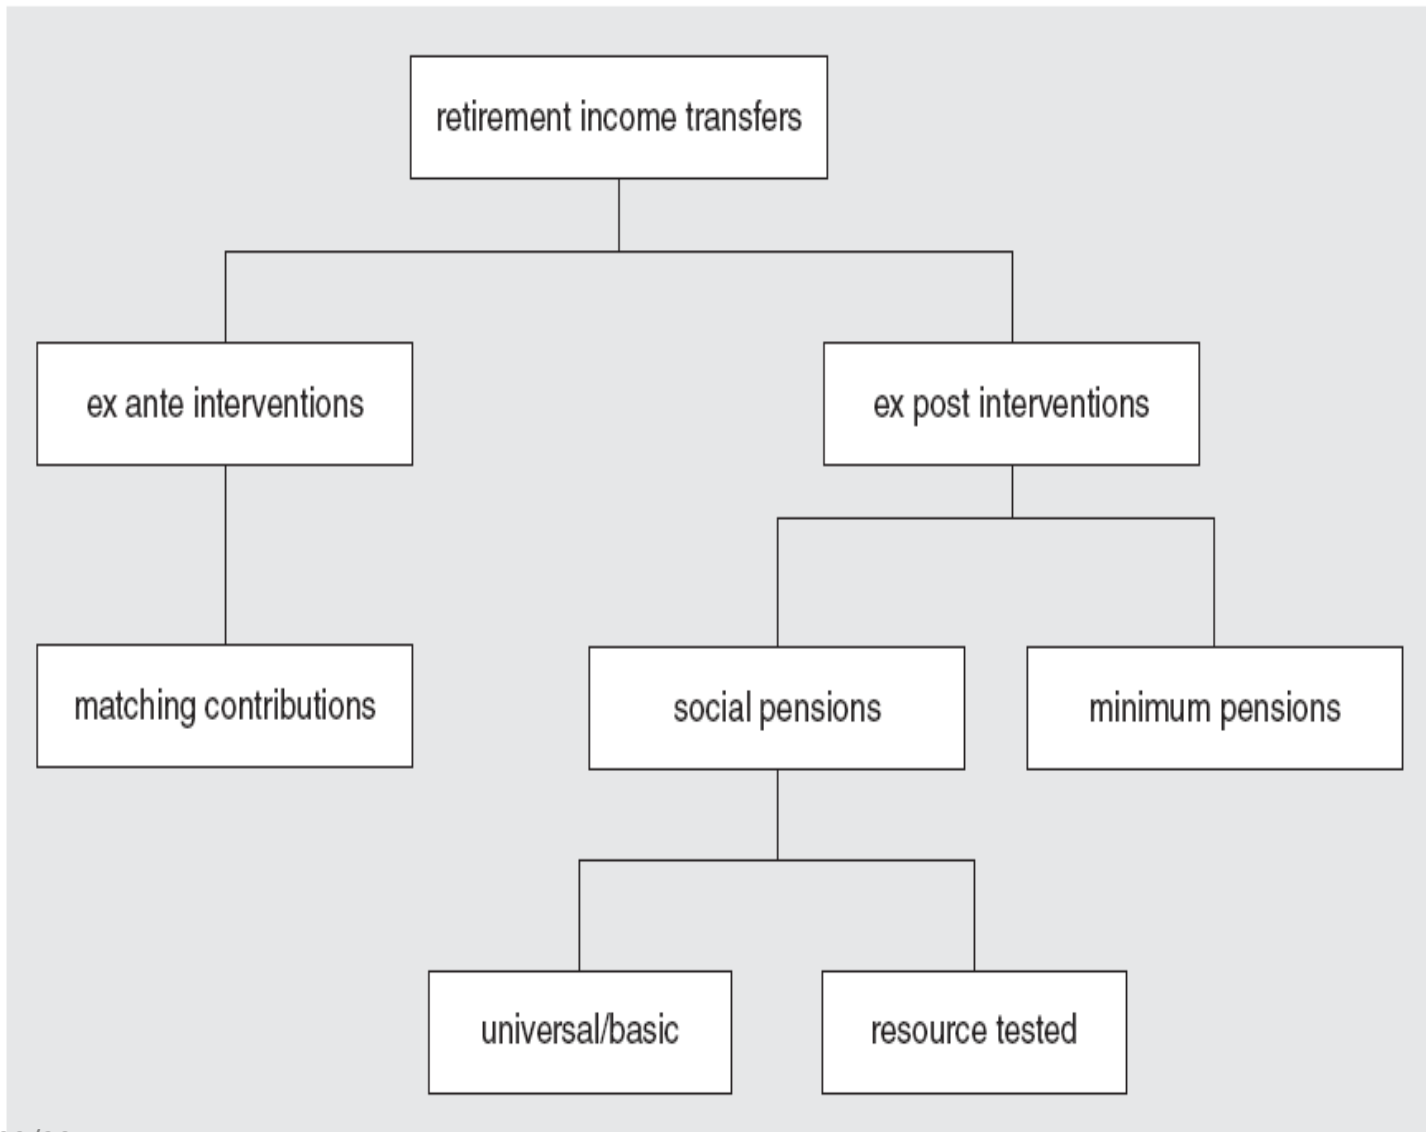 retirement income transfers
ex ante interventions
ex post interventions
matching contributions
social pensions
minimum pensions
universal/basic
resource tested